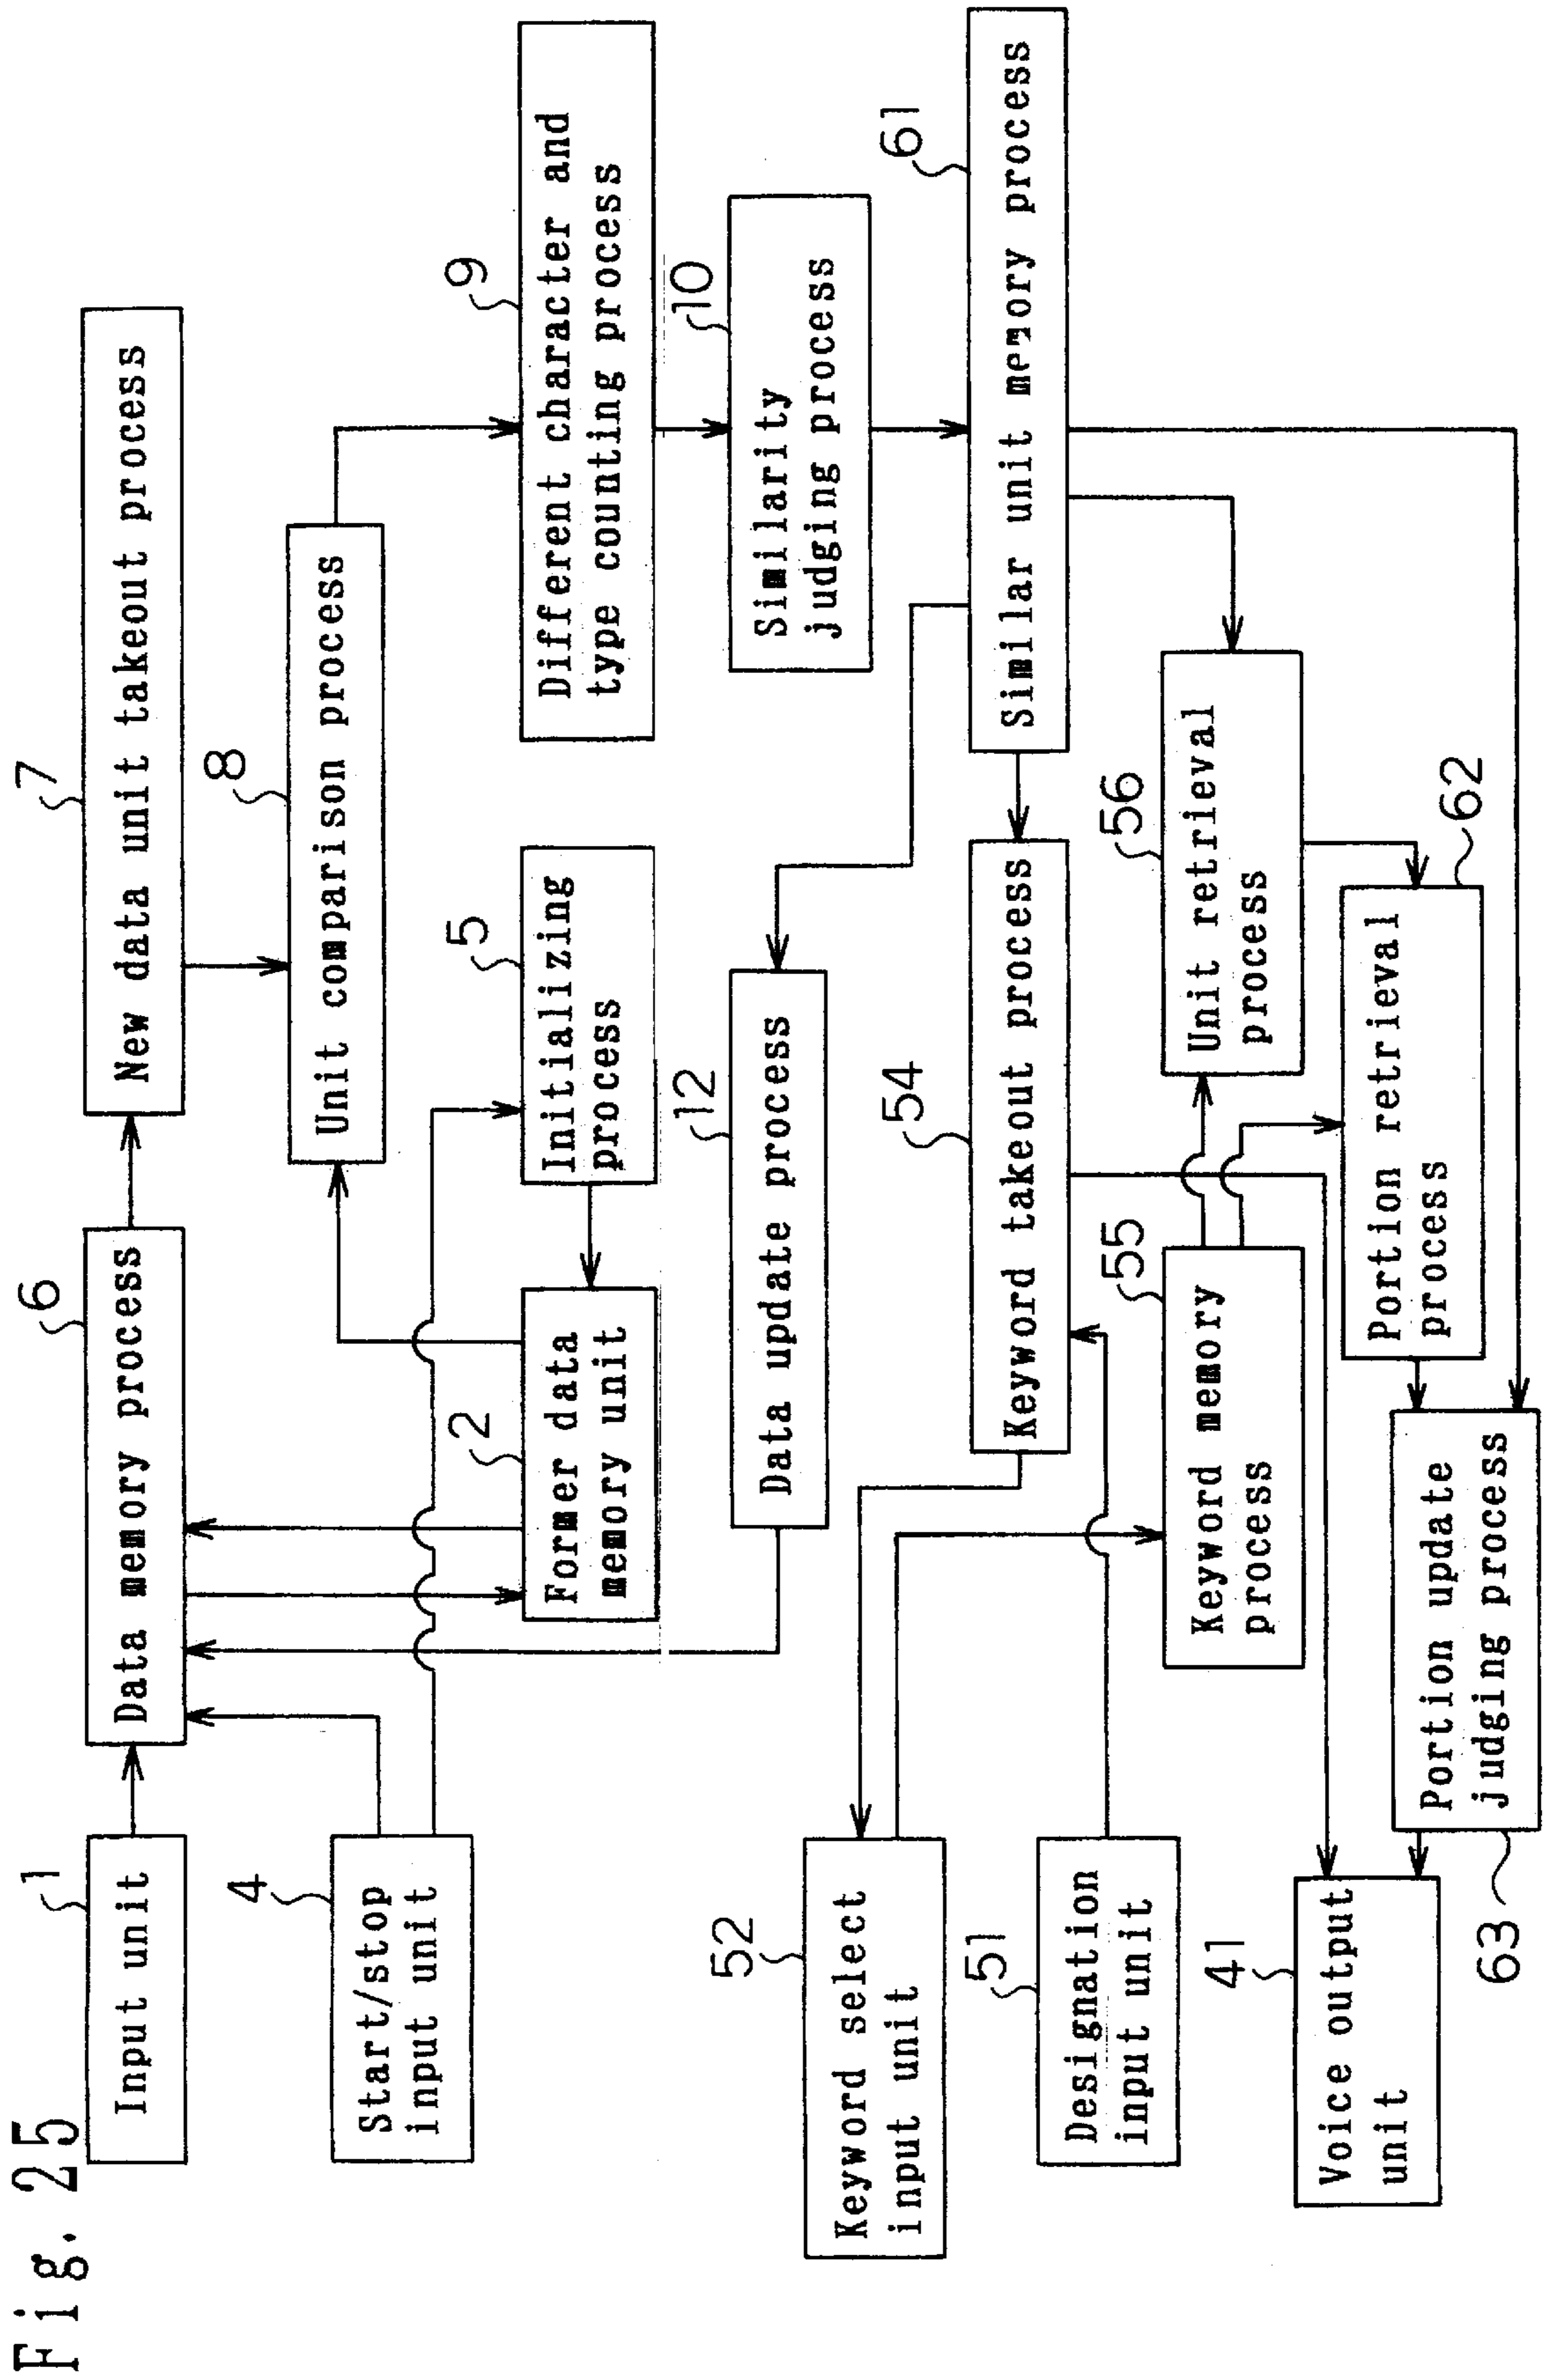 Fig. 25
1
Input unit
6
Data memory process
7
New data unit takeout process
4
Start/stop
input unit
8
Unit comparison process
2
Former data
memory unit
5
Initializing
process
9
Different character and
type counting process
12
Data update process
10
Similarity
judging process
52
Keyword select
input unit
54
Keyword takeout process
61
Similar unit memory process
51
Designation
input unit
55
Keyword memory
process
56
Unit retrieval
process
41
Voice output
unit
62
Portion retrieval
process
63
Portion update
judging process